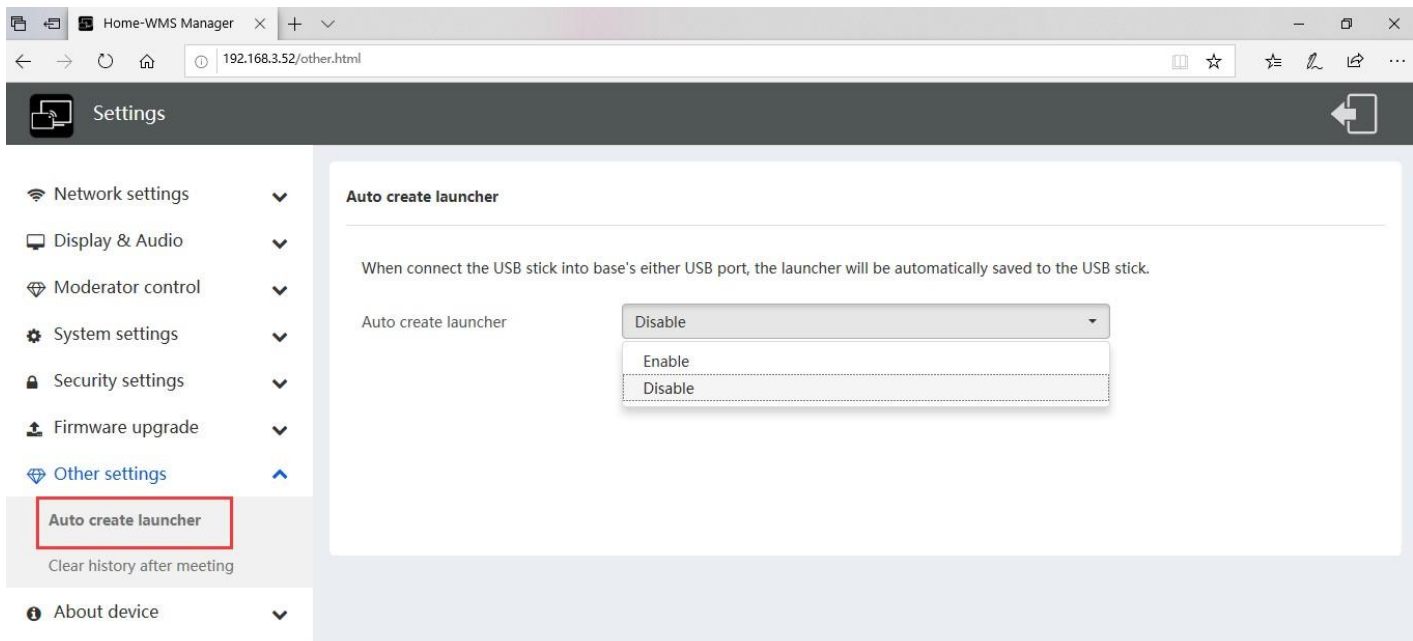 Home-WMS Manager
192.168.3.52/other.html
Settings
Network settings
Display & Audio
Moderator control
System settings
Security settings
Firmware upgrade
Other settings
Auto create launcher
Clear history after meeting
About device
Auto create launcher
When connect the USB stick into base's either USB port, the launcher will be automatically saved to the USB stick.
Auto create launcher Disable
Enable
Disable